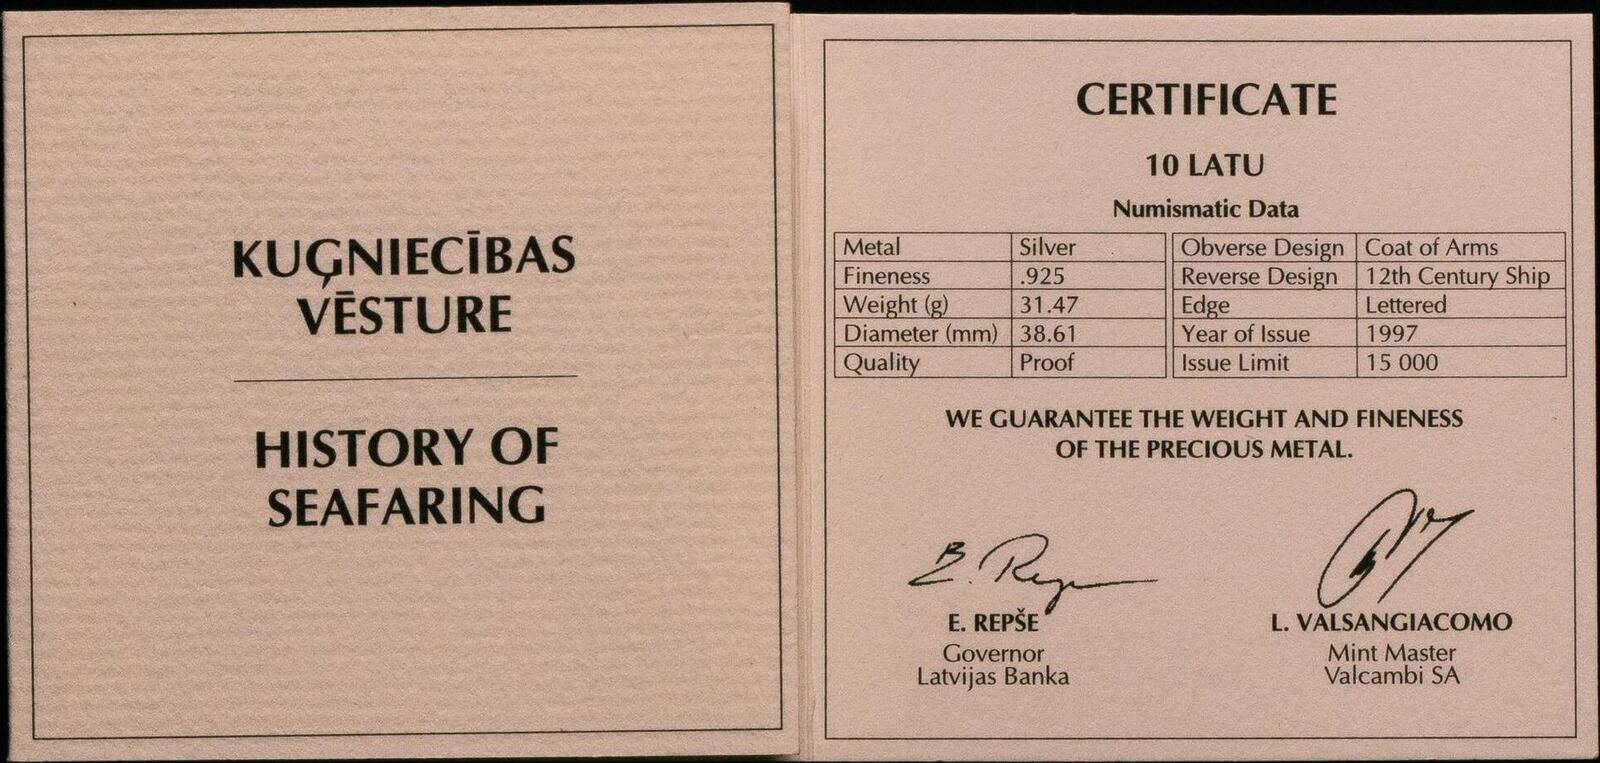 KUĢNIECĪBAS
VĒSTURE
HISTORY OF
SEAFARING
CERTIFICATE
10 LATU
Numismatic Data
Metal Silver Obverse Design Coat of Arms
Fineness .925 Reverse Design 12th Century Ship
Weight (g) 31.47 Edge Lettered
Diameter (mm) 38.61 Year of Issue 1997
Quality Proof Issue Limit 15 000
WE GUARANTEE THE WEIGHT AND FINENESS
OF THE PRECIOUS METAL.
E. REPŠE L. VALSANGIACOMO
Governor Mint Master
Latvijas Banka Valcambi SA